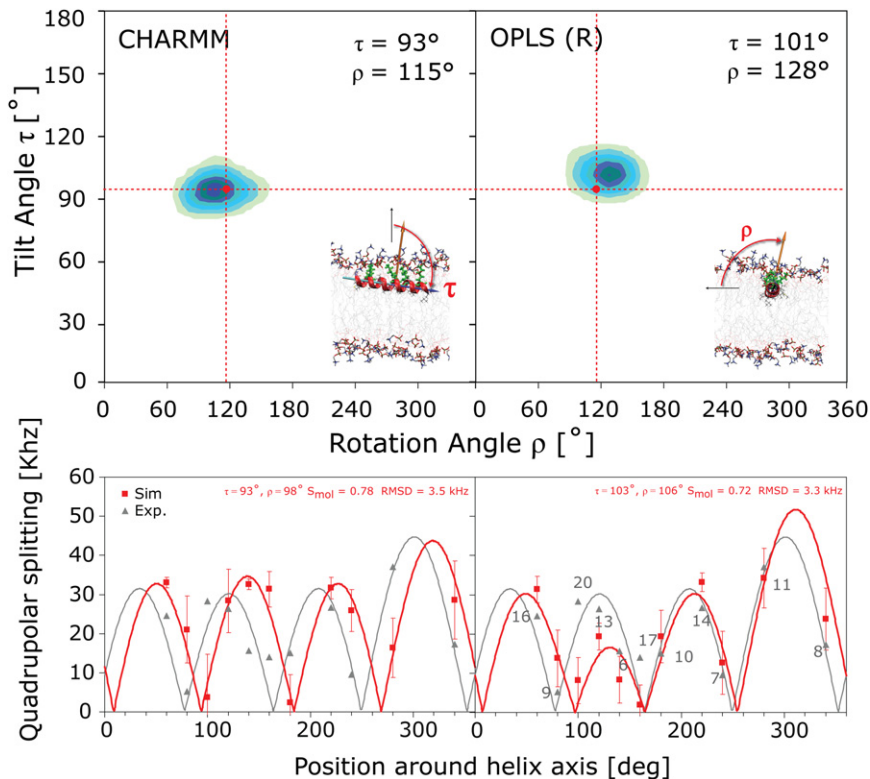 CHARMM
τ = 93°
ρ = 115°
OPLS (R)
τ = 101°
ρ = 128°
Tilt Angle τ [°]
180
150
120
90
60
30
0
τ
ρ
0 60 120 180 240 300 0 60 120 180 240 300 360
Rotation Angle ρ [°]
Quadrupolar splitting [Khz]
60
50
40
30
20
10
0
Sim
Exp.
τ=93°, ρ=98° Smol = 0.78 RMSD = 3.5 kHz
τ=103°, ρ=106° Smol = 0.72 RMSD = 3.3 kHz
16
9
20
13
6
17
10
14
7
11
8
0 100 200 300 0 100 200 300
Position around helix axis [deg]